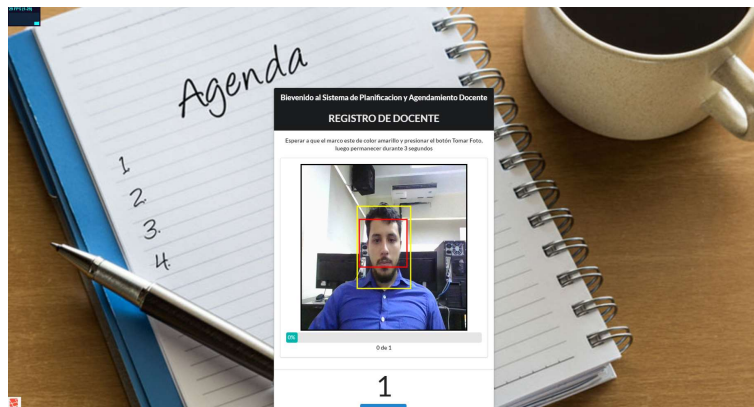 Agenda
1
2.
3.
4.
Bievenido al Sistema de Planificacion y Agendamiento Docente
REGISTRO DE DOCENTE
Esperar a que el marco este de color amarillo y presionar el botón Tomar Foto,
luego permanecer durante 3 segundos
0%
0 de 1
1